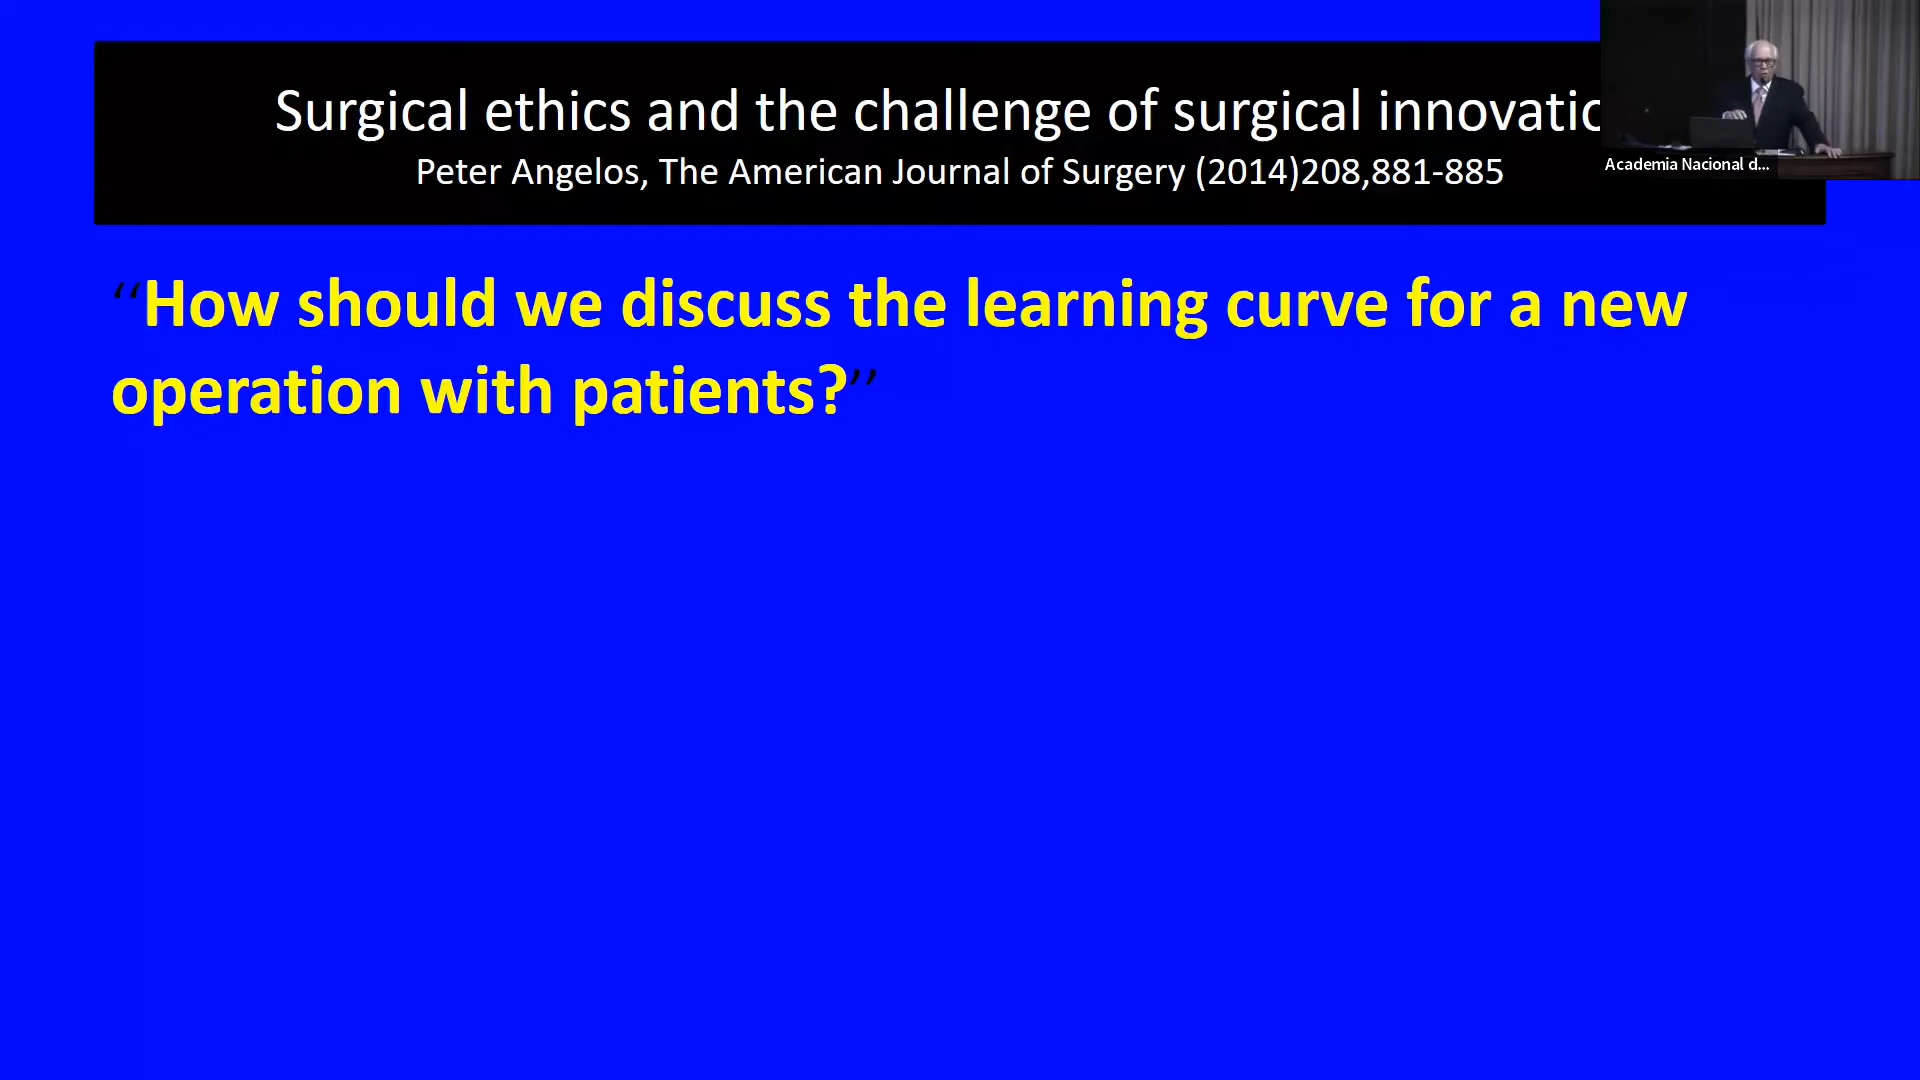 Surgical ethics and the challenge of surgical
Peter Angelos, The American Journal of Surgery (2014)208,881-885
Academia Nacional d...
“How should we discuss the learning curve for a new
operation with patients?”